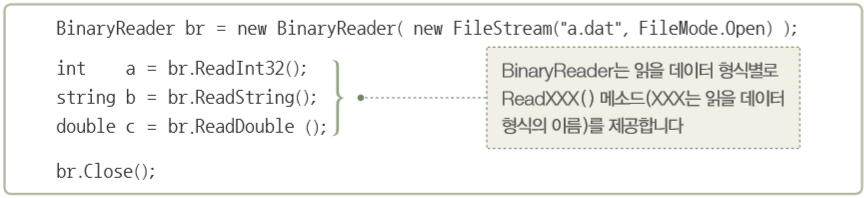 BinaryReader br = new BinaryReader( new FileStream("a.dat", FileMode.Open) );
int    a = br.ReadInt32();
string b = br.ReadString();
double c = br.ReadDouble ();
BinaryReader는 읽을 데이터 형식별로
ReadXXX() 메소드(XXX는 읽을 데이터
형식의 이름)를 제공합니다
br.Close();